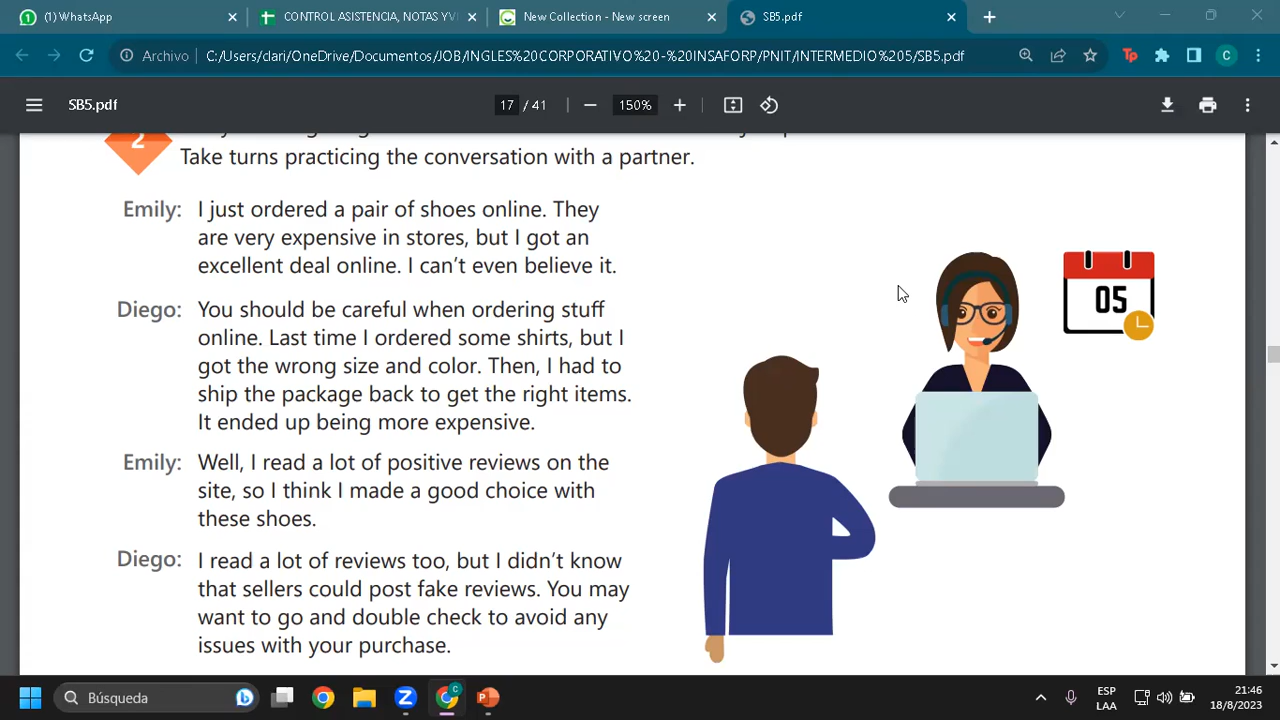 (1) WhatsApp
CONTROL ASISTENCIA, NOTAS YVI
New Collection - New screen
SB5.pdf
Archivo
C:/Users/clari/OneDrive/Documentos/JOB/INGLES%20CORPORATIVO%20-%20INSAFORP/PNIT/INTERMEDIO%205/SB5.pdf
SB5.pdf
17 / 41
150%
2
Take turns practicing the conversation with a partner.
Emily: I just ordered a pair of shoes online. They
are very expensive in stores, but I got an
excellent deal online. I can't even believe it.
Diego: You should be careful when ordering stuff
online. Last time I ordered some shirts, but I
got the wrong size and color. Then, I had to
ship the package back to get the right items.
It ended up being more expensive.
Emily: Well, I read a lot of positive reviews on the
site, so I think I made a good choice with
these shoes.
Diego: I read a lot of reviews too, but I didn't know
that sellers could post fake reviews. You may
want to go and double check to avoid any
issues with your purchase.
05
Búsqueda
ESP
LAA
21:46
18/8/2023